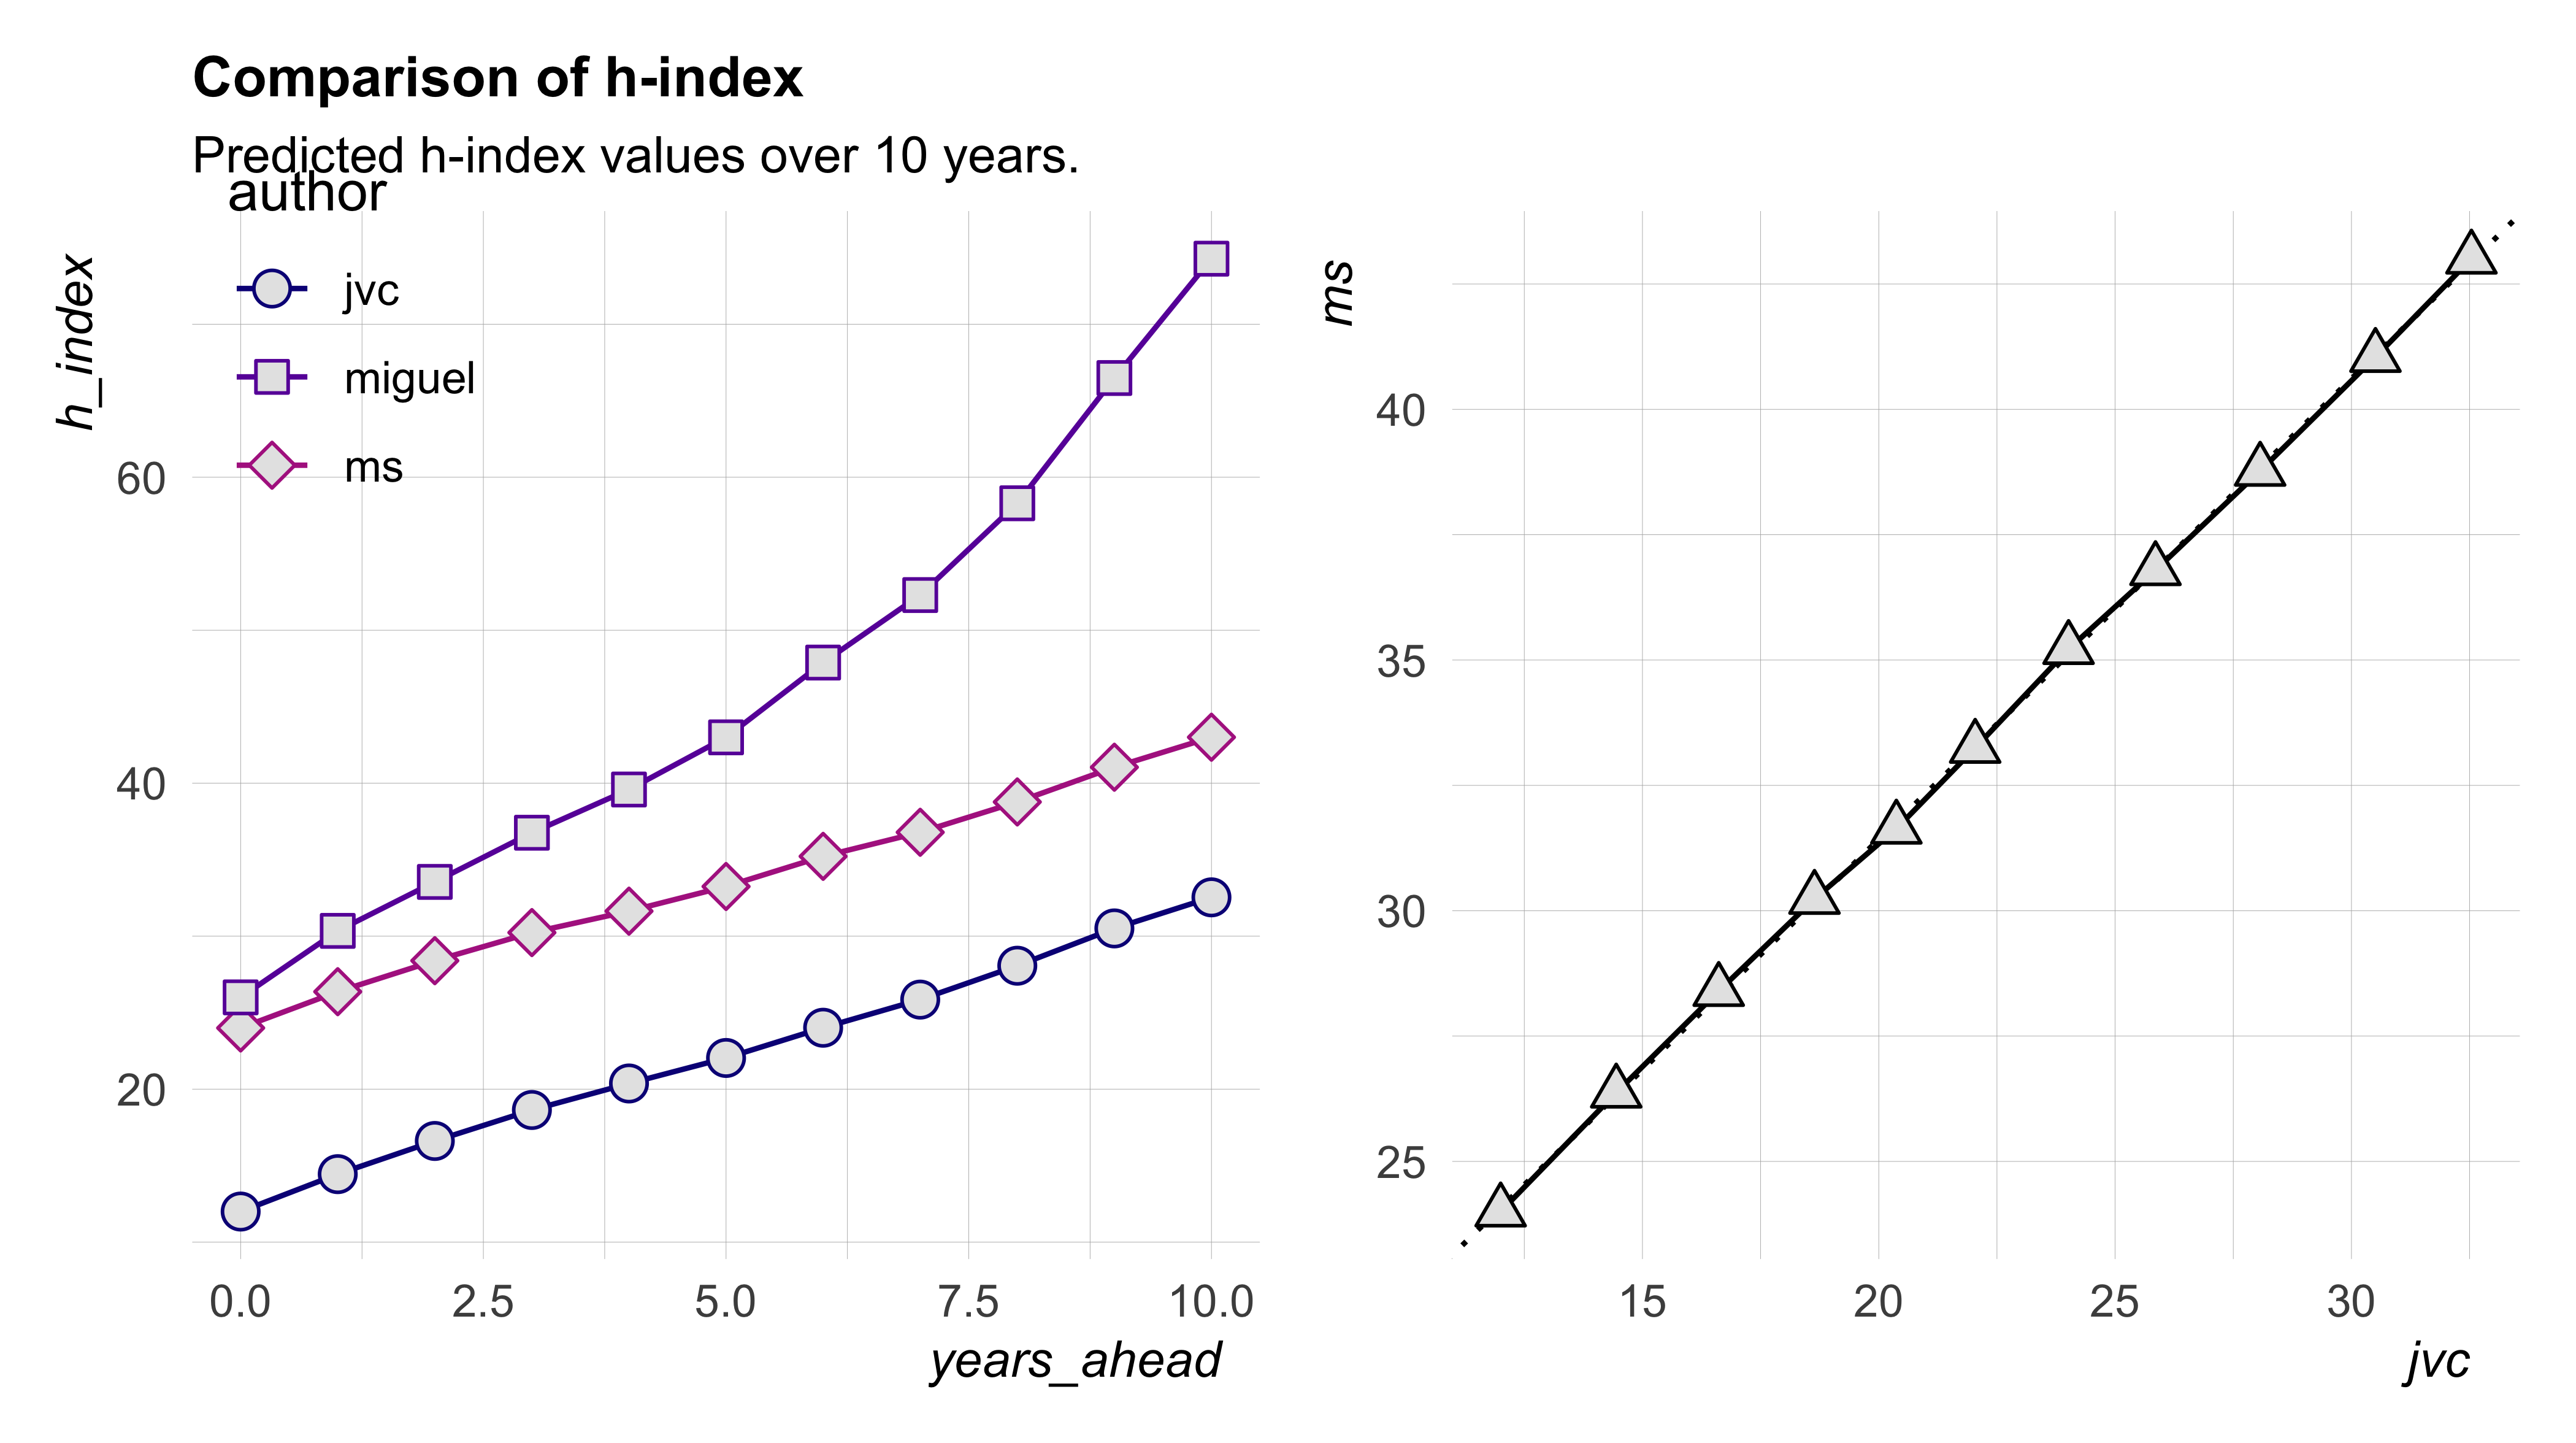 Comparison of h-index
Predicted h-index values over 10 years.
author
jvc
miguel
ms
h_index
60
40
20
0.0 2.5 5.0 7.5 10.0
years_ahead
ms
40
35
30
25
15 20 25 30
jvc